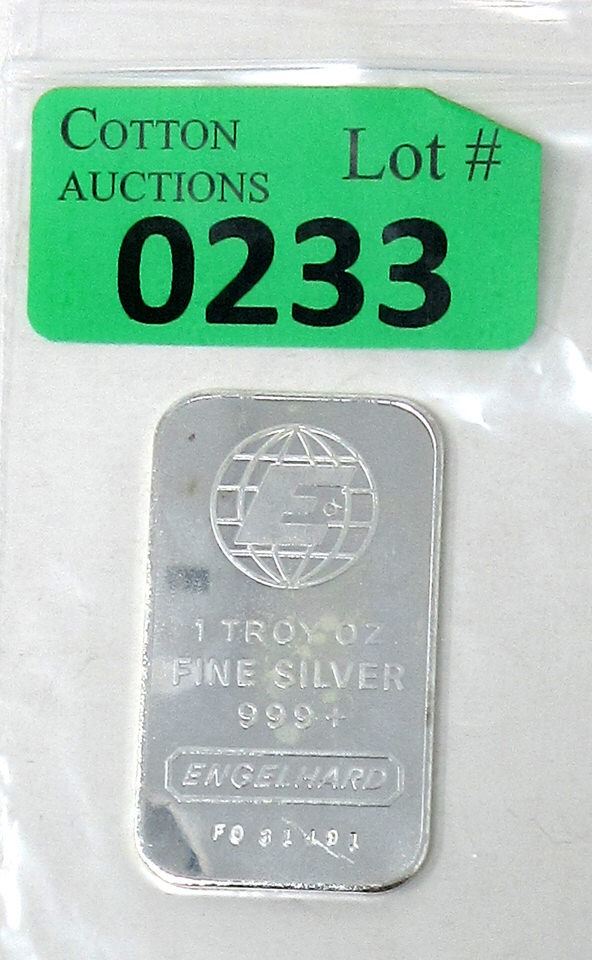 COTTON
AUCTIONS
Lot #
0233
E
1 TROY OZ
FINE SILVER
999+
ENGELHARD